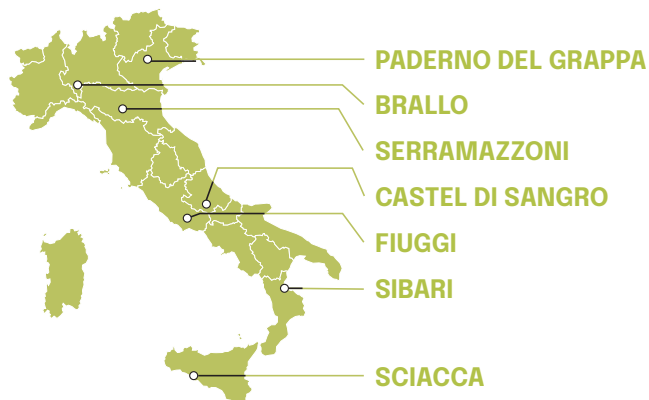 PADERNO DEL GRAPPA
BRALLO
SERRAMAZZONI
CASTEL DI SANGRO
FIUGGI
SIBARI
SCIACCA